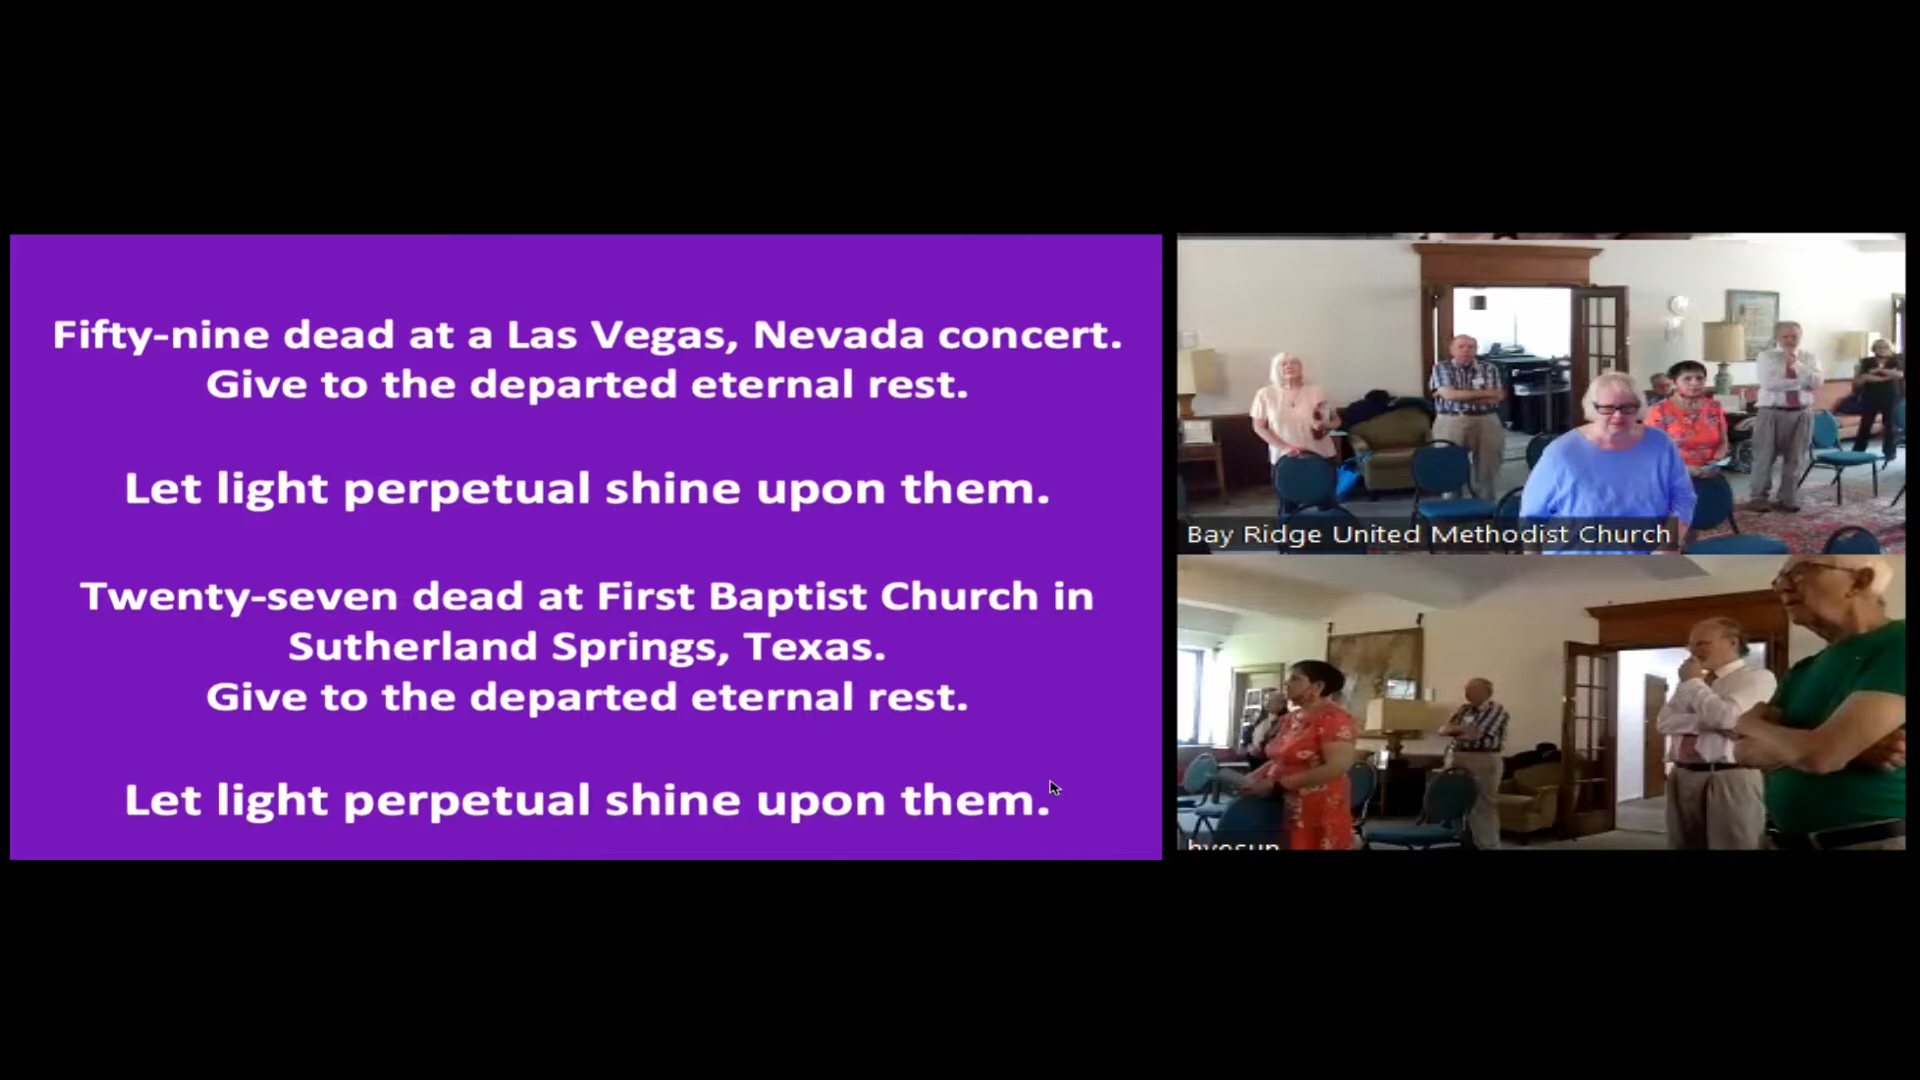 Fifty-nine dead at a Las Vegas, Nevada concert.
Give to the departed eternal rest.
Let light perpetual shine upon them.
Twenty-seven dead at First Baptist Church in
Sutherland Springs, Texas.
Give to the departed eternal rest.
Let light perpetual shine upon them.
Bay Ridge United Methodist Church
hyesun